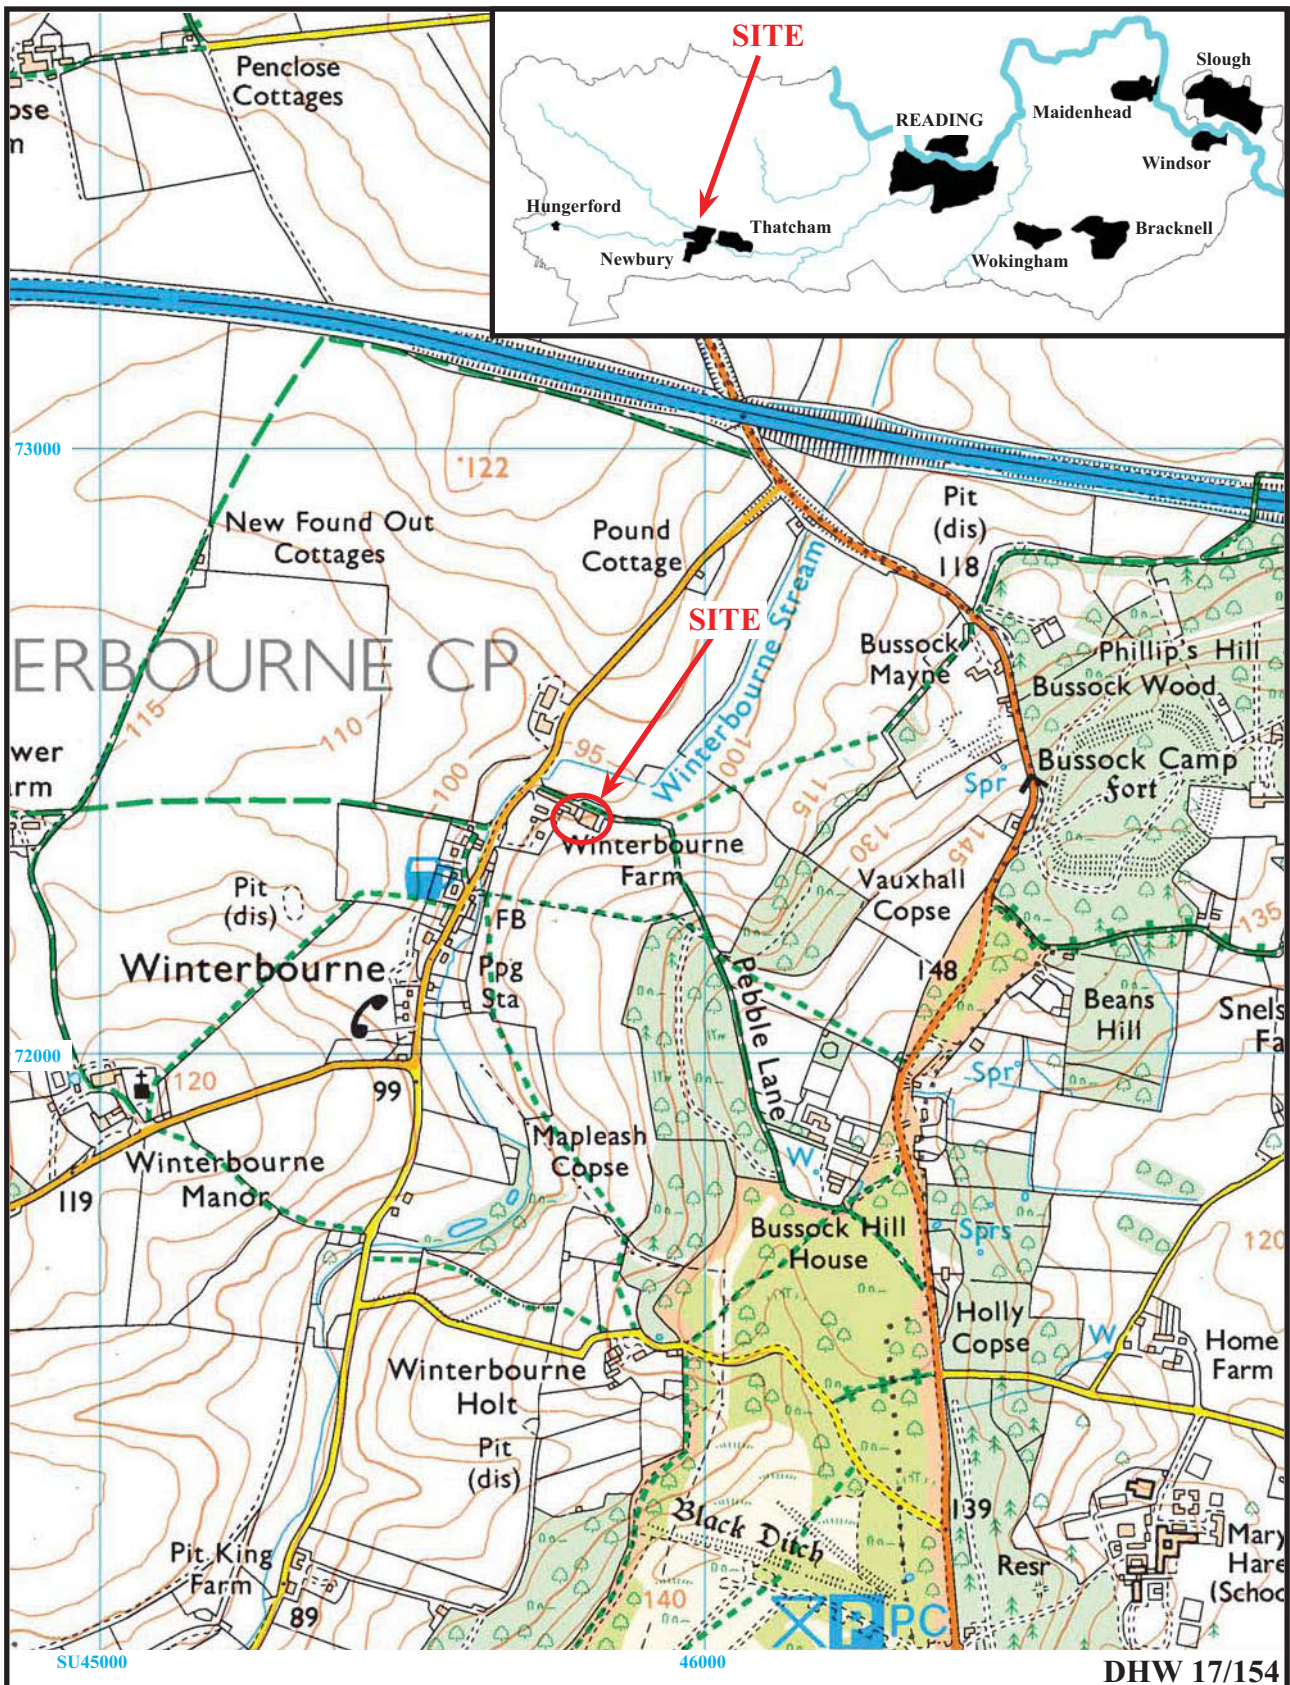 SITE
Slough
Maidenhead
READING
Windsor
Hungerford
Thatcham
Bracknell
Newbury
Wokingham
Penclose
Cottages
ose
m
73000
122
New Found Out
Cottages
Pound
Cottage
Pit
(dis)
118
SITE
Winterbourne Stream
ERBOURNE CP
Bussock
Mayne
Phillip's Hill
Bussock Wood
115
110
95
100
100
wer
arm
Spr
Bussock Camp
Fort
115
130
145
Winterbourne
Farm
Vauxhall
Copse
Pit
(dis)
FB
135
Winterbourne
Ppg
Sta
Pebble Lane
148
Beans
Hill
Snels
Fa
72000
120
99
Spr
Mapleash
Copse
W
Winterbourne
Manor
119
Bussock Hill
House
Sprs
120
Holly
Copse
W
Home
Farm
Winterbourne
Holt
Pit
(dis)
Black Ditch
139
Pit King
Farm
89
140
Resr
Mary
Hare
(Schoo
P PC
SU45000
46000
DHW 17/154